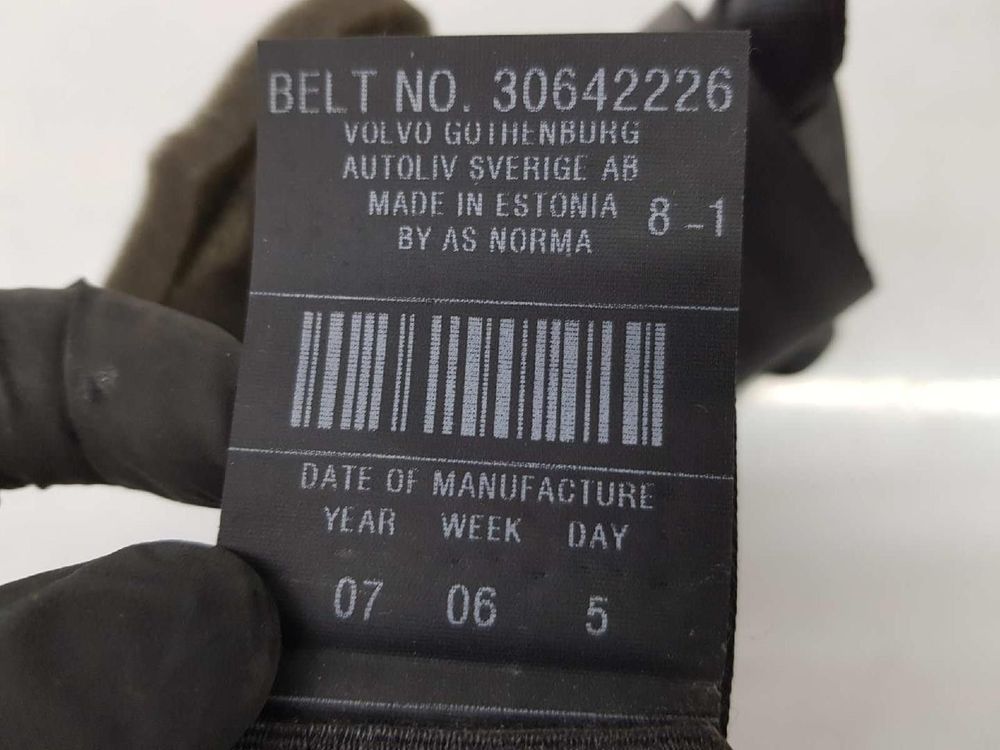 BELT NO. 30642226
VOLVO GOTHENBURG
AUTOLIV SVERIGE AB
MADE IN ESTONIA 8-1
BY AS NORMA
DATE OF MANUFACTURE
YEAR WEEK DAY
07 06 5